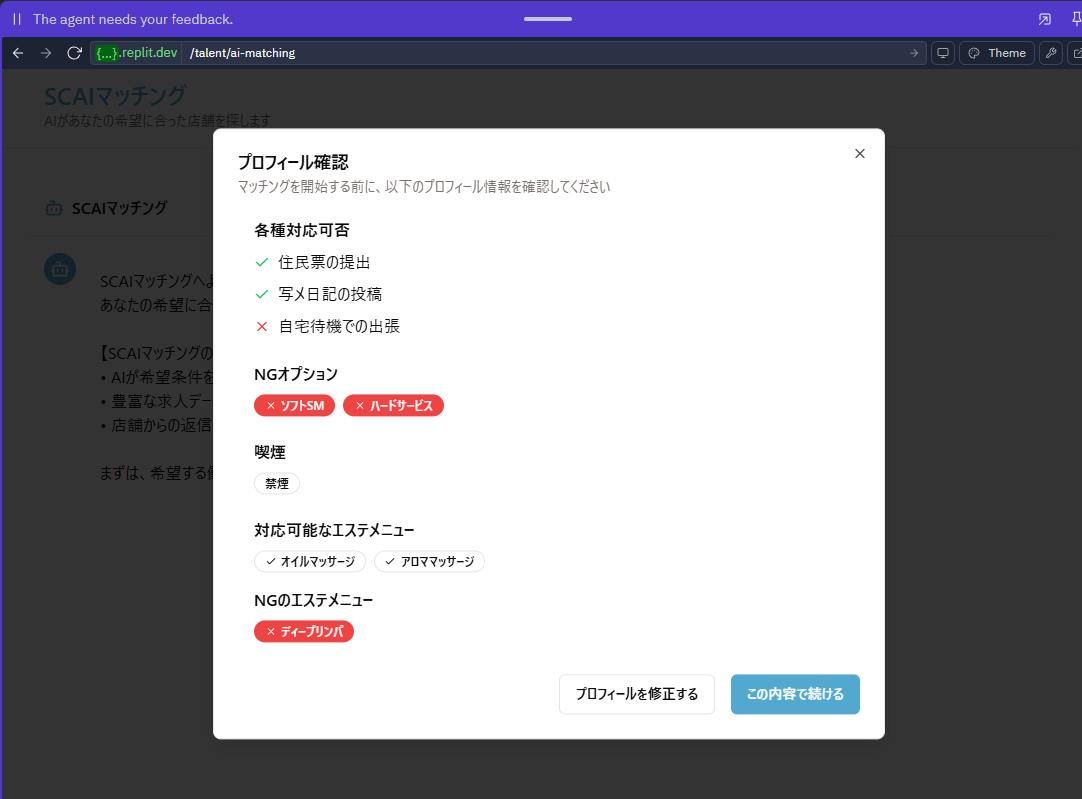 The agent needs your feedback.
{...}.replit.dev /talent/ai-matching
Theme
SCAIマッチング
AIがあなたの希望に合った店舗を探します
SCAIマッチング
SCAIマッチングへよ
あなたの希望に合
【SCAIマッチングの
• AIが希望条件を
• 豊富な求人デー
• 店舗からの返信
まずは、希望する
プロフィール確認
マッチングを開始する前に、以下のプロフィール情報を確認してください
各種対応可否
住民票の提出
写メ日記の投稿
自宅待機での出張
NGオプション
ソフトSM ハードサービス
喫煙
禁煙
対応可能なエステメニュー
オイルマッサージ アロママッサージ
NGのエステメニュー
ディープリンパ
プロフィールを修正する この内容で続ける